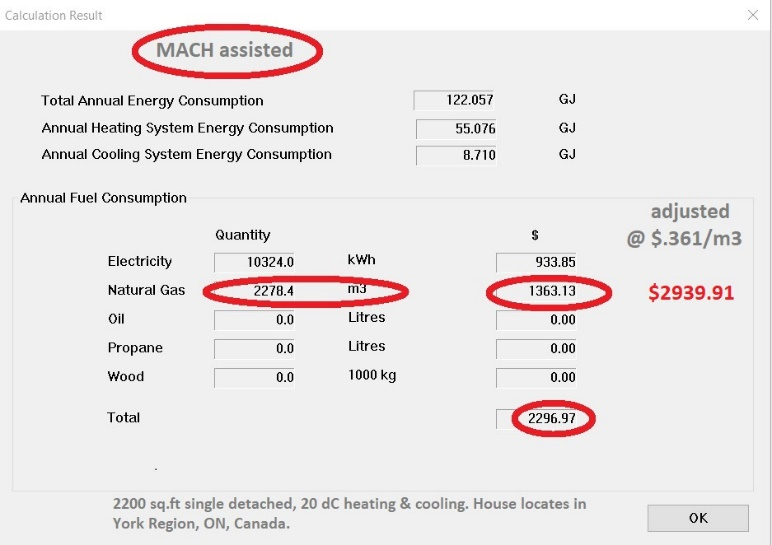 Calculation Result
MACH assisted
Total Annual Energy Consumption 122.057 GJ
Annual Heating System Energy Consumption 55.076 GJ
Annual Cooling System Energy Consumption 8.710 GJ
Annual Fuel Consumption
adjusted
Quantity $ @ $.361/m3
Electricity 10324.0 kWh 933.85
Natural Gas 2278.4 m3 1363.13 $2939.91
Oil 0.0 Litres 0.00
Propane 0.0 Litres 0.00
Wood 0.0 1000 kg 0.00
Total 2296.97
2200 sq.ft single detached, 20 dC heating & cooling. House locates in
York Region, ON, Canada.
OK